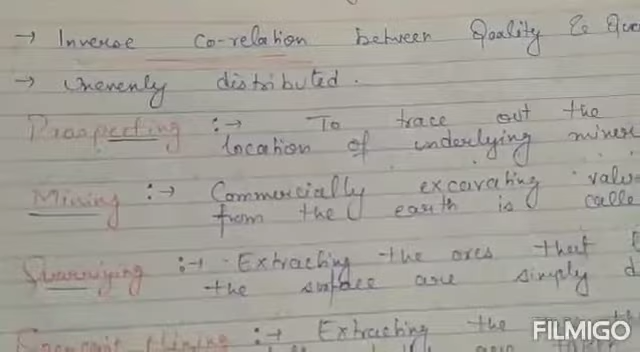 → Inverse co-relation between Quality &
→ Unevenly distributed.
Prospecting :→ To trace out the
location of underlying
Mining :→ Commercially excavating
from the earth is
:→ Extracting the ores that
the surface are simply
:→ Extracting the
FILMIGO